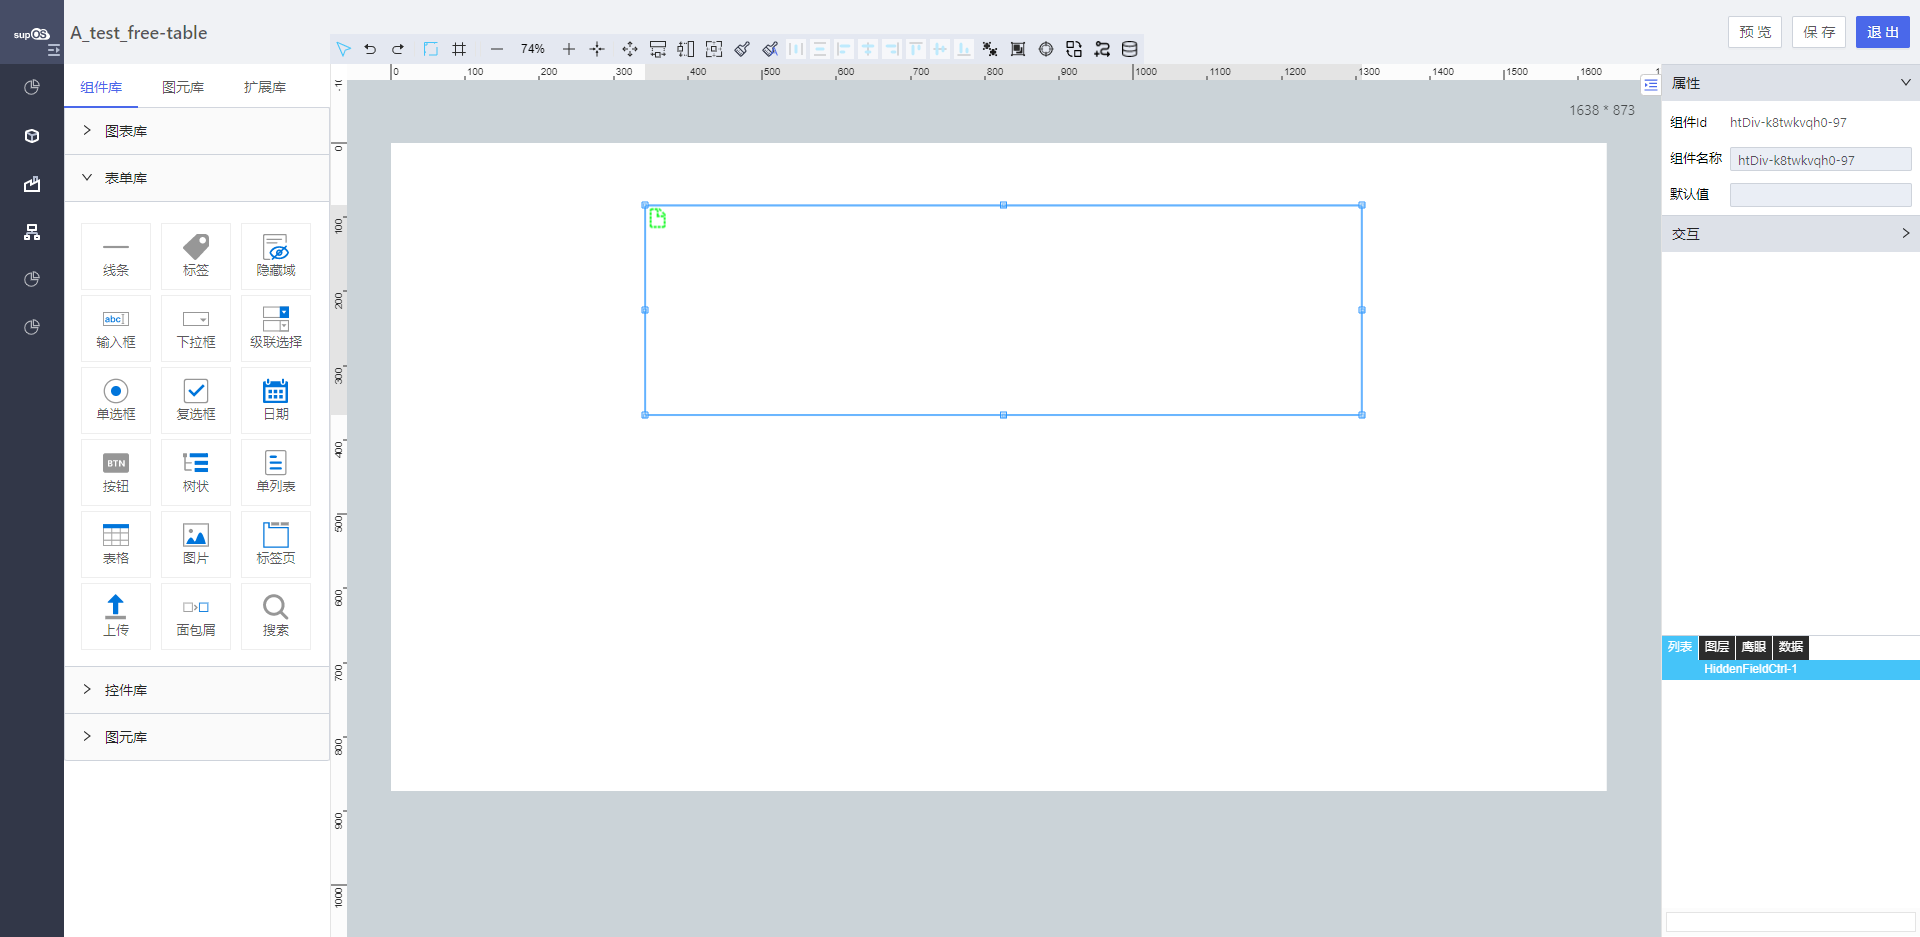 supOS
A_test_free-table
74%
预 览
保 存
退 出
组件库
图元库
扩展库
图表库
表单库
线条
标签
隐藏域
abc
输入框
下拉框
级联选择
单选框
复选框
日期
BTN
按钮
树状
单列表
表格
图片
标签页
上传
面包屑
搜索
控件库
图元库
0 100 200 300 400 500 600 700 800 900 1000 1100 1200 1300 1400 1500 1600
0
100
200
300
400
500
600
700
800
900
1000
1638 * 873
属性
组件Id htDiv-k8twkvqh0-97
组件名称 htDiv-k8twkvqh0-97
默认值
交互
列表 图层 鹰眼 数据
HiddenFieldCtrl-1